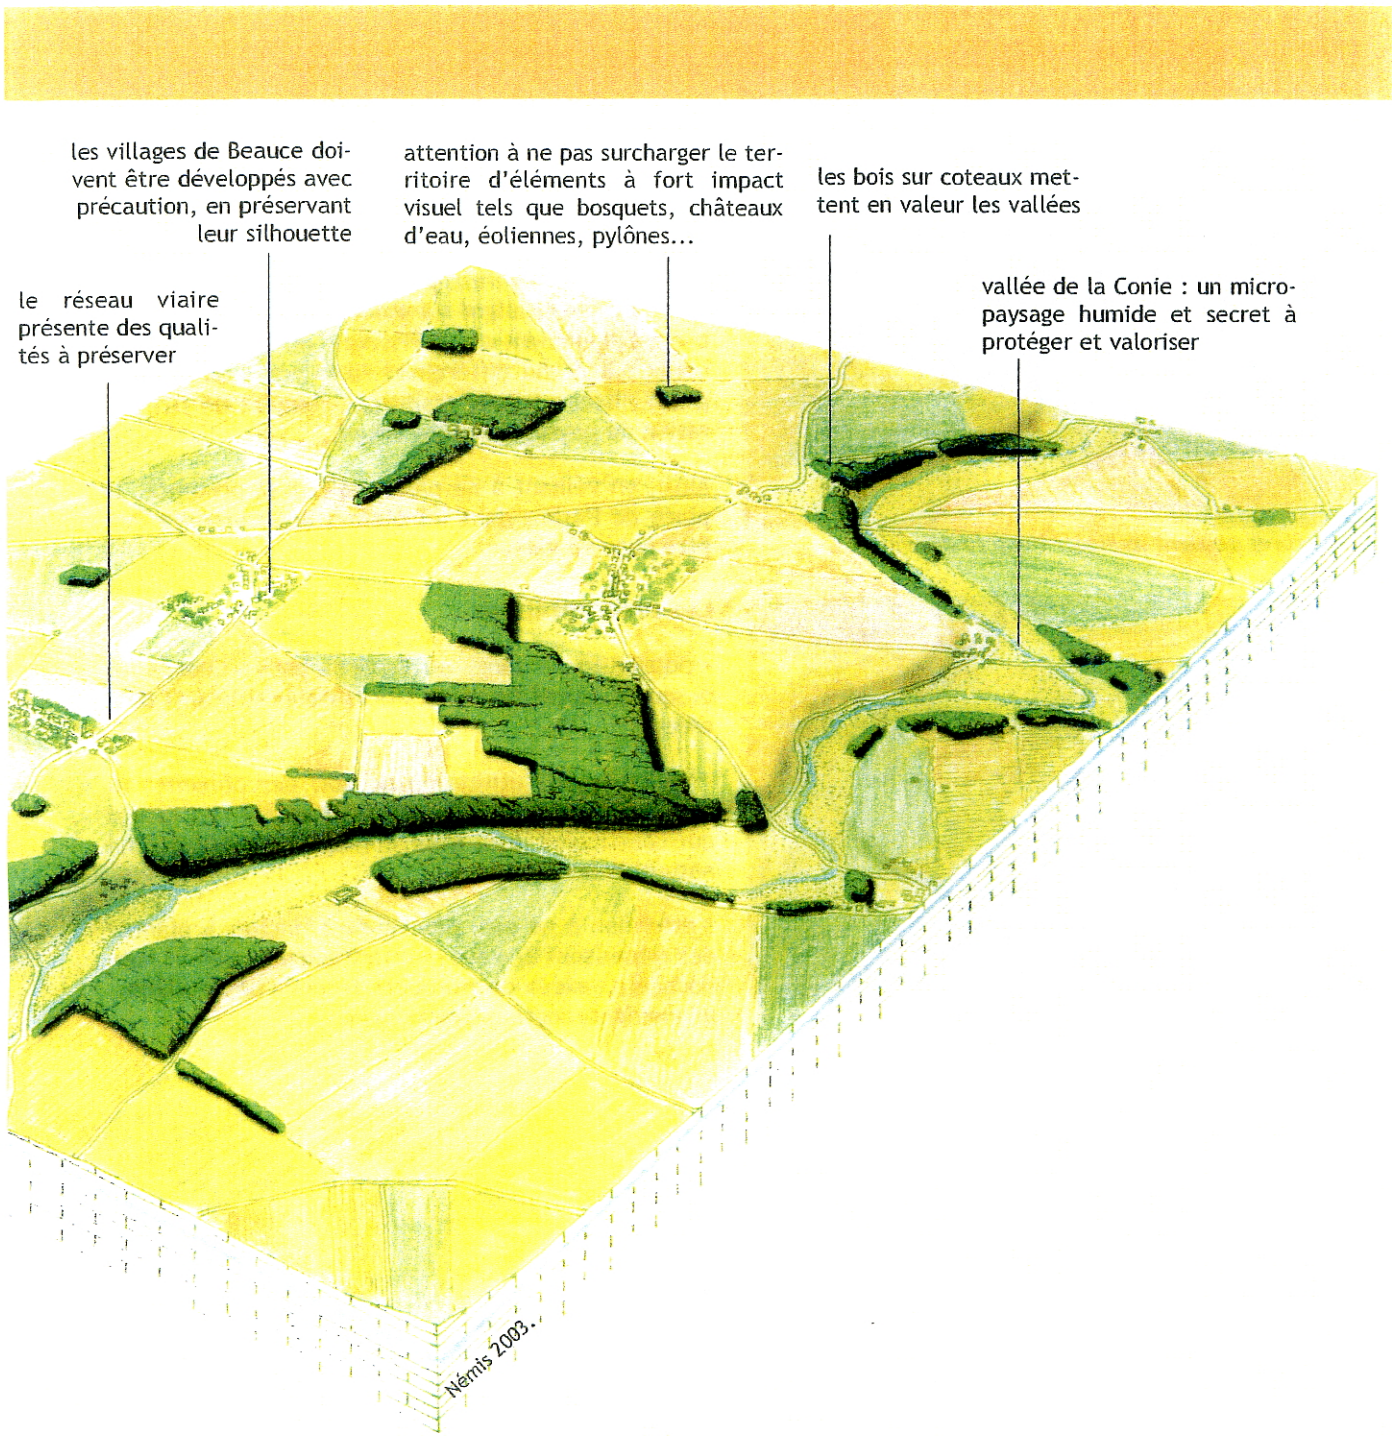 les villages de Beauce doi-
vent être développés avec
précaution, en préservant
leur silhouette
attention à ne pas surcharger le ter-
ritoire d'éléments à fort impact
visuel tels que bosquets, châteaux
d'eau, éoliennes, pylônes...
les bois sur coteaux met-
tent en valeur les vallées
le réseau viaire
présente des quali-
tés à préserver
vallée de la Conie : un micro-
paysage humide et secret à
protéger et valoriser
Némis 2003.